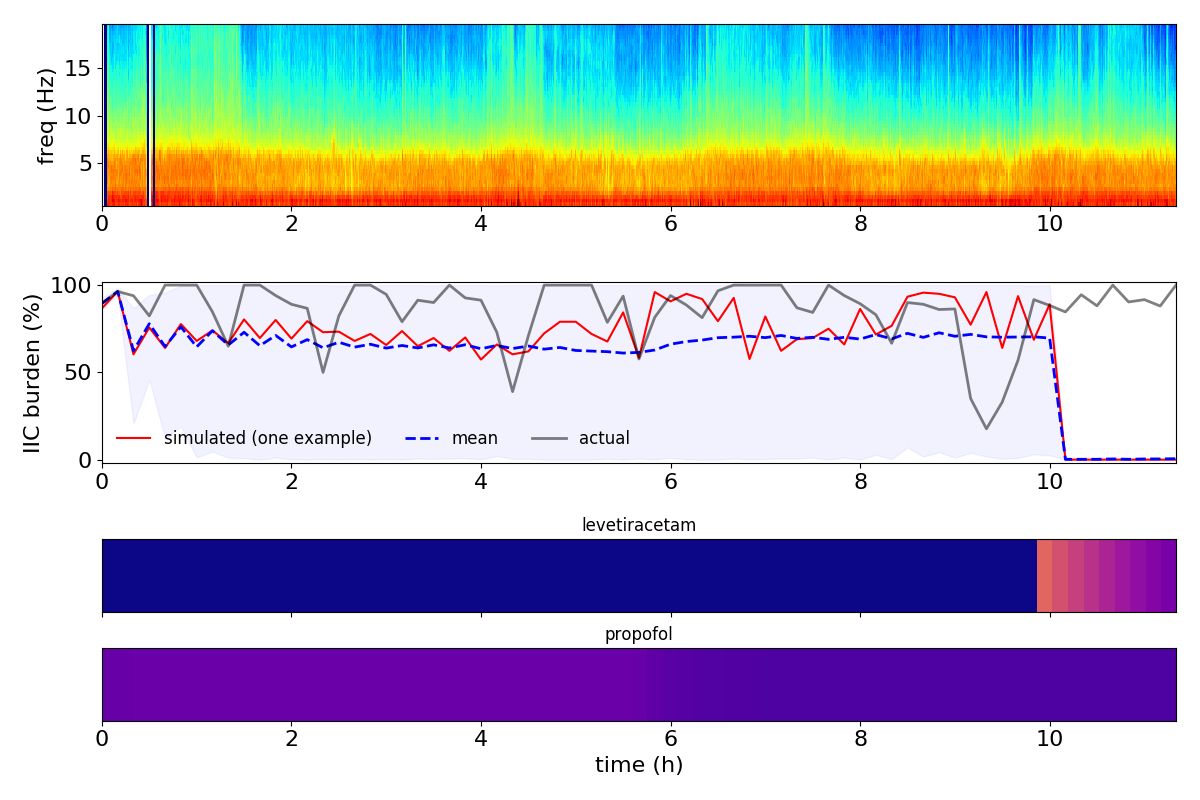 freq (Hz)
15
10
5
0 2 4 6 8 10
IIC burden (%)
100
50
0
simulated (one example) mean actual
0 2 4 6 8 10
levetiracetam
propofol
0 2 4 6 8 10
time (h)